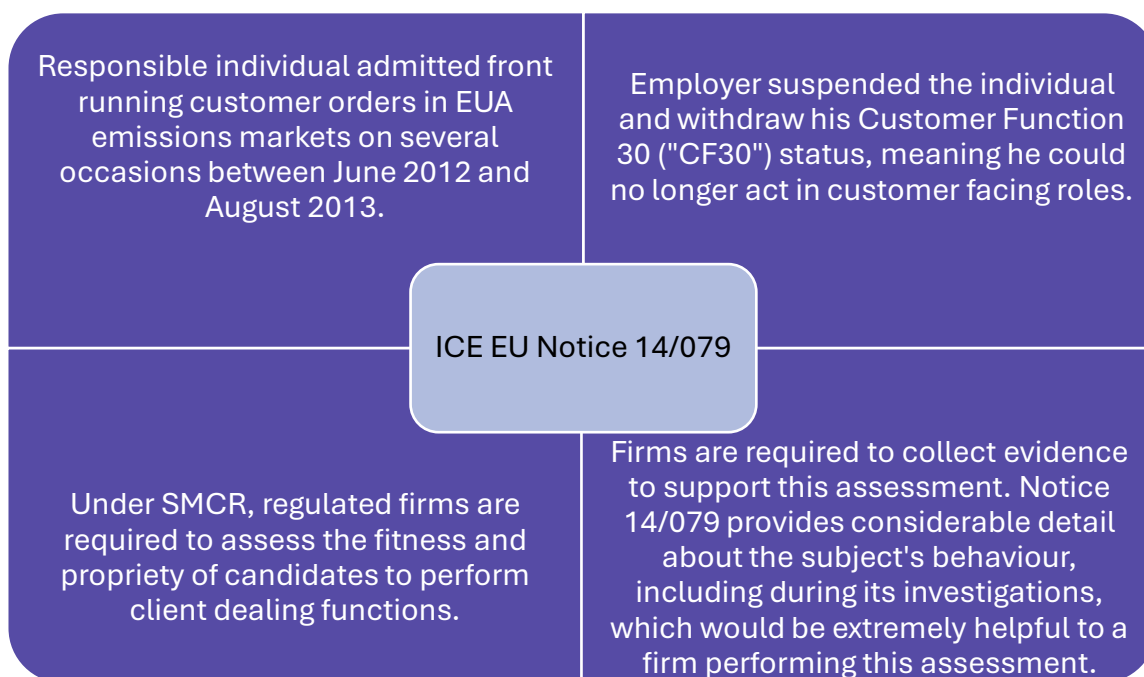 Responsible individual admitted front
running customer orders in EUA
emissions markets on several
occasions between June 2012 and
August 2013.
Employer suspended the individual
and withdraw his Customer Function
30 ("CF30") status, meaning he could
no longer act in customer facing roles.
ICE EU Notice 14/079
Under SMCR, regulated firms are
required to assess the fitness and
propriety of candidates to perform
client dealing functions.
Firms are required to collect evidence
to support this assessment. Notice
14/079 provides considerable detail
about the subject's behaviour,
including during its investigations,
which would be extremely helpful to a
firm performing this assessment.